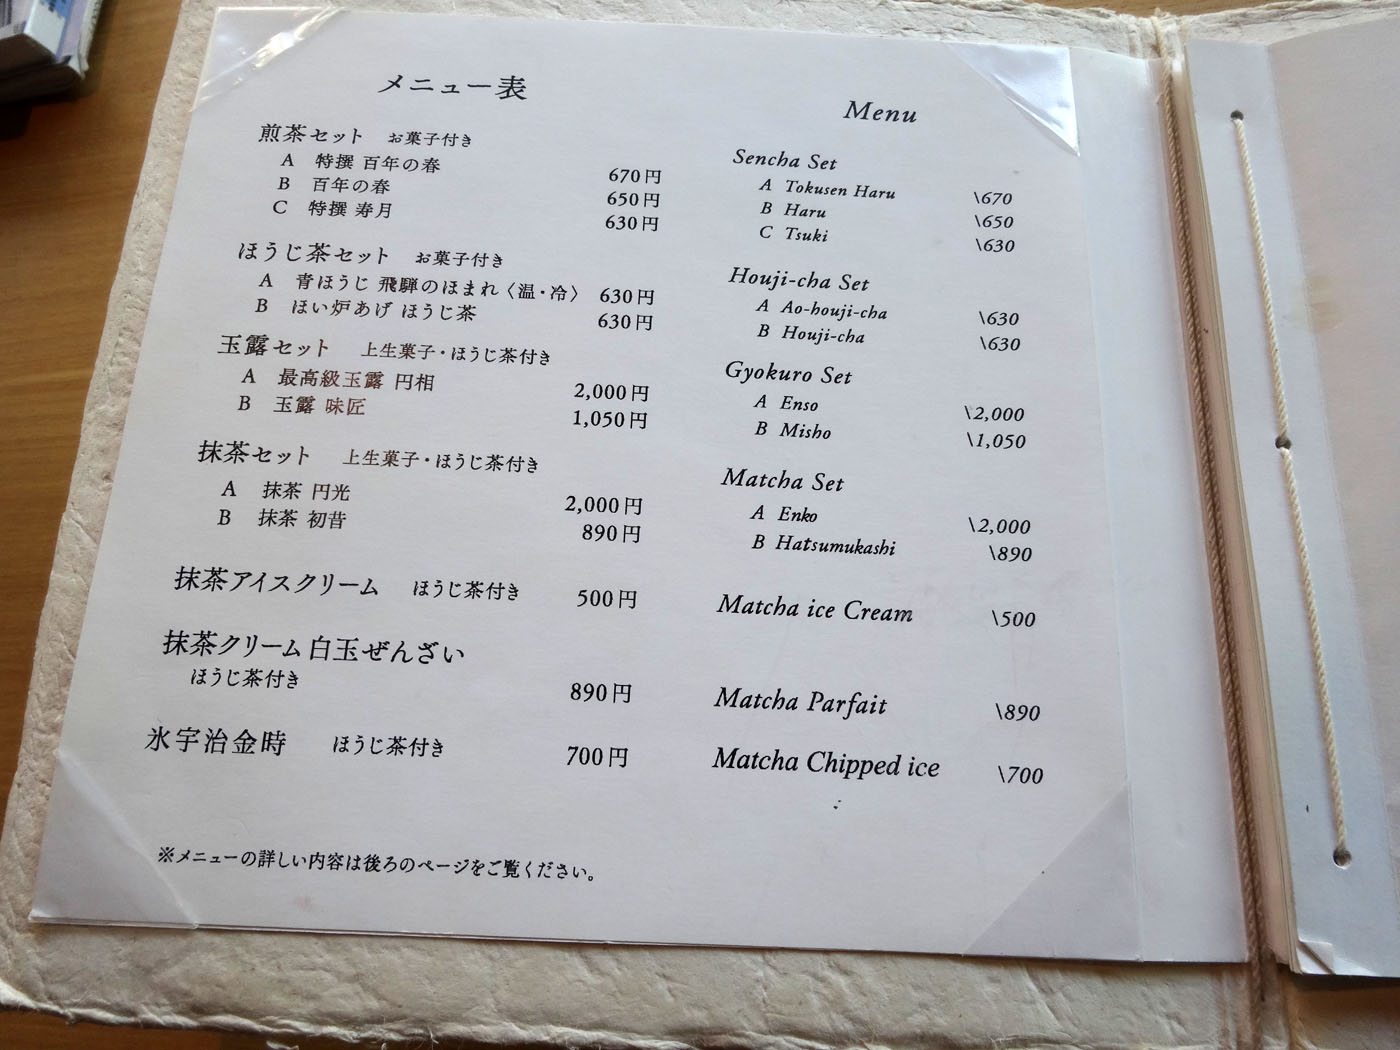 メニュー表
煎茶セット お菓子付き
A 特撰 百年の春 670円
B 百年の春 650円
C 特撰 寿月 630円
ほうじ茶セット お菓子付き
A 青ほうじ 飛騨のほまれ〈温・冷〉 630円
B ほい炉あげ ほうじ茶 630円
玉露セット 上生菓子・ほうじ茶付き
A 最高級玉露 円相 2,000円
B 玉露 味匠 1,050円
抹茶セット 上生菓子・ほうじ茶付き
A 抹茶 円光 2,000円
B 抹茶 初昔 890円
抹茶アイスクリーム ほうじ茶付き 500円
抹茶クリーム白玉ぜんざい
ほうじ茶付き 890円
氷宇治金時 ほうじ茶付き 700円
※メニューの詳しい内容は後ろのページをご覧ください。
Menu
Sencha Set
A Tokusen Haru \670
B Haru \650
C Tsuki \630
Houji-cha Set
A Ao-houji-cha \630
B Houji-cha \630
Gyokuro Set
A Enso \2,000
B Misho \1,050
Matcha Set
A Enko \2,000
B Hatsumukashi \890
Matcha ice Cream \500
Matcha Parfait \890
Matcha Chipped ice \700